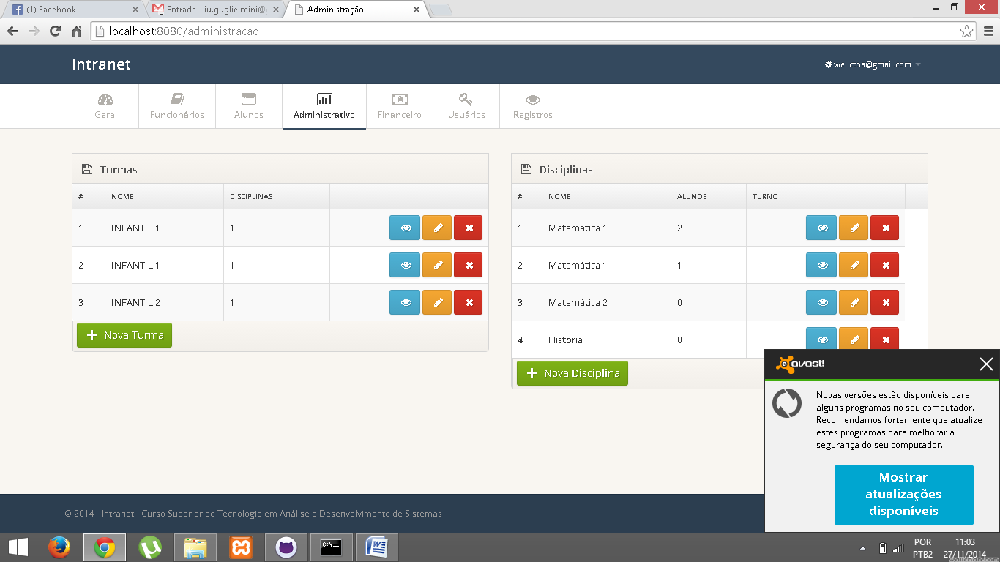 (1) Facebook
Entrada - iu.guglielmini@
Administração
localhost:8080/administracao
Intranet
wellctba@gmail.com
Geral
Funcionários
Alunos
Administrativo
Financeiro
Usuários
Registros
Turmas
# NOME DISCIPLINAS
1 INFANTIL 1 1
2 INFANTIL 1 1
3 INFANTIL 2 1
Nova Turma
Disciplinas
# NOME ALUNOS TURNO
1 Matemática 1 2
2 Matemática 1 1
3 Matemática 2 0
4 História 0
Nova Disciplina
avast!
Novas versões estão disponíveis para
alguns programas no seu computador.
Recomendamos fortemente que atualize
estes programas para melhorar a
segurança do seu computador.
Mostrar
atualizações
disponíveis
© 2014 - Intranet - Curso Superior de Tecnologia em Análise e Desenvolvimento de Sistemas
C:\_
POR
PTB2
11:03
27/11/2014